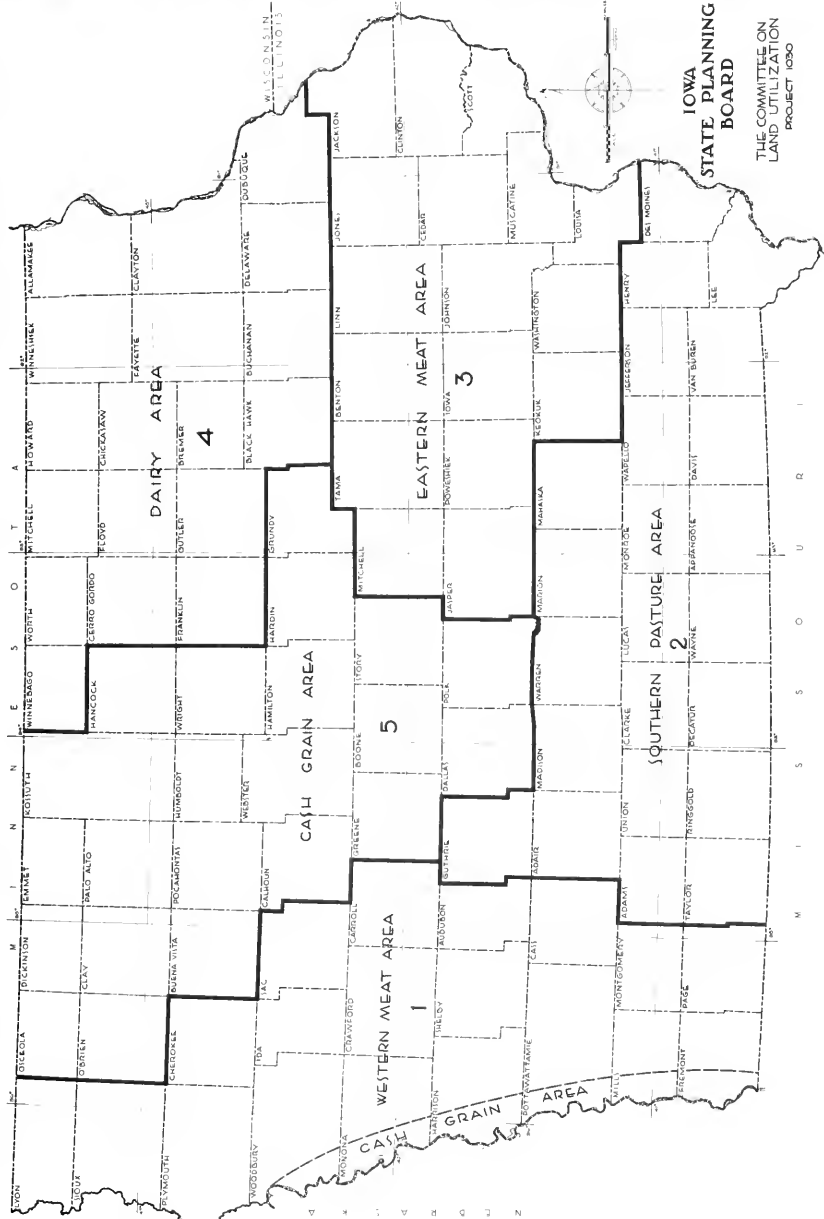 WISCONSIN
ILLINOIS
M I N N E S O T A
LYON
OSCEOLA
DICKINSON
EMMET
KOSSUTH
WINNEBAGO
WORTH
MITCHELL
HOWARD
WINNESHIEK
ALLAMAKEE
SIOUX
O'BRIEN
CLAY
PALO ALTO
HANCOCK
CERRO GORDO
FLOYD
CHICKASAW
FAYETTE
CLAYTON
DAIRY AREA
4
PLYMOUTH
CHEROKEE
BUENA VISTA
POCAHONTAS
HUMBOLDT
WRIGHT
FRANKLIN
BUTLER
BREMER
WOODBURY
IDA
SAC
CALHOUN
WEBSTER
HAMILTON
HARDIN
GRUNDY
BLACK HAWK
BUCHANAN
DELAWARE
DUBUQUE
CASH GRAIN AREA
5
MONONA
CRAWFORD
CARROLL
GREENE
BOONE
STORY
MITCHELL
TAMA
BENTON
LINN
JONES
JACKSON
WESTERN MEAT AREA
1
EASTERN MEAT AREA
3
HARRISON
SHELBY
AUDUBON
GUTHRIE
DALLAS
POLK
JASPER
POWESHIEK
IOWA
JOHNSON
CEDAR
CLINTON
SCOTT
CASH GRAIN AREA
POTTAWATTAMIE
CASS
ADAIR
MADISON
WARREN
MARION
MAHASKA
KEOKUK
WASHINGTON
MUSCATINE
LOUISA
MILLS
MONTGOMERY
ADAMS
UNION
CLARKE
LUCAS
MONROE
WAPELLO
JEFFERSON
HENRY
DES MOINES
SOUTHERN PASTURE AREA
2
FREMONT
PAGE
TAYLOR
RINGGOLD
DECATUR
WAYNE
APPANOOSE
DAVIS
VAN BUREN
LEE
M I S S O U R I
IOWA
STATE PLANNING
BOARD
THE COMMITTEE ON
LAND UTILIZATION
PROJECT 1030